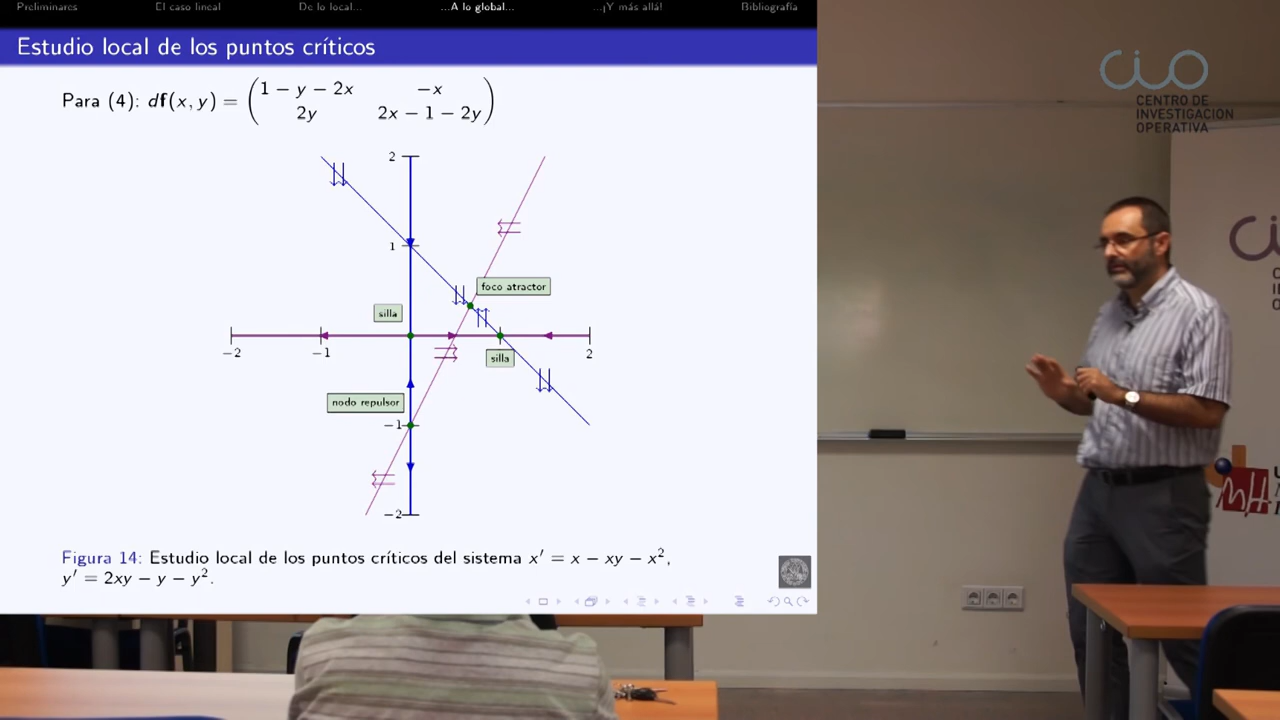 Preliminares El caso lineal De lo local... ...A lo global... ...¡Y más allá! Bibliografía
Estudio local de los puntos críticos
Para (4): df(x, y) = ( 1 − y − 2x −x
2y 2x − 1 − 2y )
2
1
foco atractor
silla
−2 −1 2
silla
nodo repulsor
−1
−2
Figura 14: Estudio local de los puntos críticos del sistema x′ = x − xy − x²,
y′ = 2xy − y − y².
CIO
CENTRO DE
INVESTIGACION
OPERATIVA